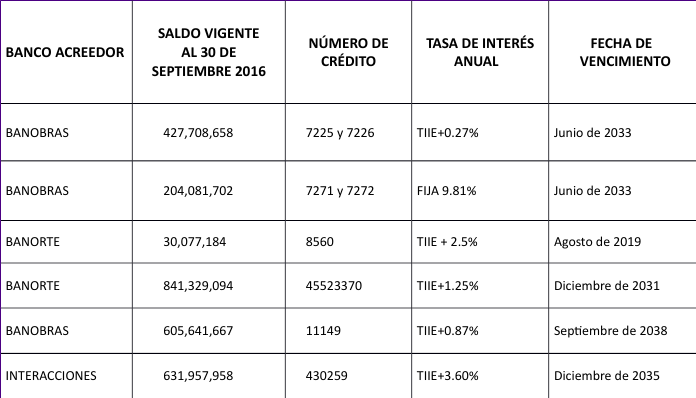 BANCO ACREEDOR
SALDO VIGENTE
AL 30 DE
SEPTIEMBRE 2016
NÚMERO DE
CRÉDITO
TASA DE INTERÉS
ANUAL
FECHA DE
VENCIMIENTO
BANOBRAS 427,708,658 7225 y 7226 TIIE+0.27% Junio de 2033
BANOBRAS 204,081,702 7271 y 7272 FIJA 9.81% Junio de 2033
BANORTE 30,077,184 8560 TIIE + 2.5% Agosto de 2019
BANORTE 841,329,094 45523370 TIIE+1.25% Diciembre de 2031
BANOBRAS 605,641,667 11149 TIIE+0.87% Septiembre de 2038
INTERACCIONES 631,957,958 430259 TIIE+3.60% Diciembre de 2035